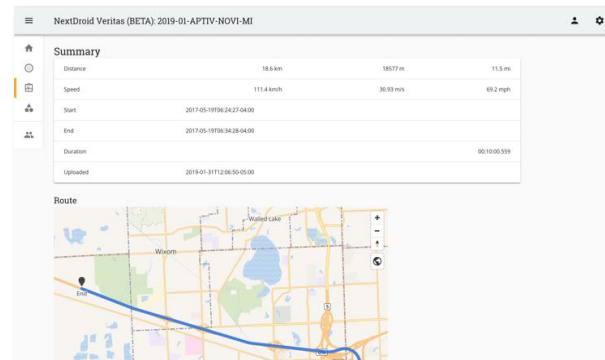 NextDroid Veritas (BETA): 2019-01-APTIV-NOVI-MI
Summary
Distance 18.6 km 18577 m 11.5 mi
Speed 111.4 km/h 30.93 m/s 69.2 mph
Start 2017-05-19T06:24:27-04:00
End 2017-05-19T06:34:28-04:00
Duration 00:10:00.559
Uploaded 2019-01-31T12:06:50-05:00
Route
Walled Lake
Wixom
End
5